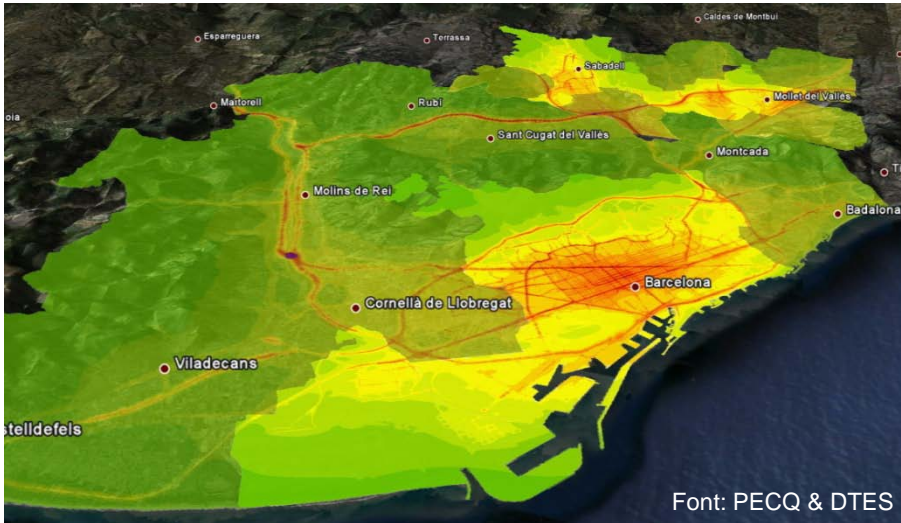 Caldes de Montbui
Esparreguera
Terrassa
Sabadell
Martorell
Rubí
Mollet del Vallès
oia
Sant Cugat del Vallès
Montcada
Molins de Rei
Badalona
Barcelona
Cornellà de Llobregat
Viladecans
stelldefels
Font: PECQ & DTES